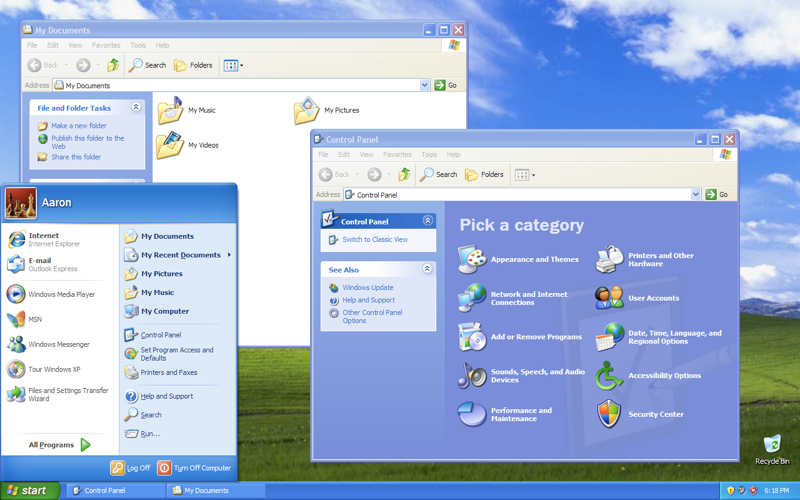 My Documents
File Edit View Favorites Tools Help
Back Search Folders
Address My Documents Go
File and Folder Tasks
Make a new folder
Publish this folder to the
Web
Share this folder
My Music
My Pictures
My Videos
Control Panel
File Edit View Favorites Tools Help
Back Search Folders
Address Control Panel Go
Control Panel
Switch to Classic View
See Also
Windows Update
Help and Support
Other Control Panel
Options
Pick a category
Appearance and Themes
Printers and Other
Hardware
Network and Internet
Connections
User Accounts
Add or Remove Programs
Date, Time, Language, and
Regional Options
Sounds, Speech, and Audio
Devices
Accessibility Options
Performance and
Maintenance
Security Center
Aaron
Internet
Internet Explorer
E-mail
Outlook Express
Windows Media Player
MSN
Windows Messenger
Tour Windows XP
Files and Settings Transfer
Wizard
All Programs
My Documents
My Recent Documents
My Pictures
My Music
My Computer
Control Panel
Set Program Access and
Defaults
Printers and Faxes
Help and Support
Search
Run...
Log Off Turn Off Computer
Recycle Bin
start Control Panel My Documents 6:18 PM